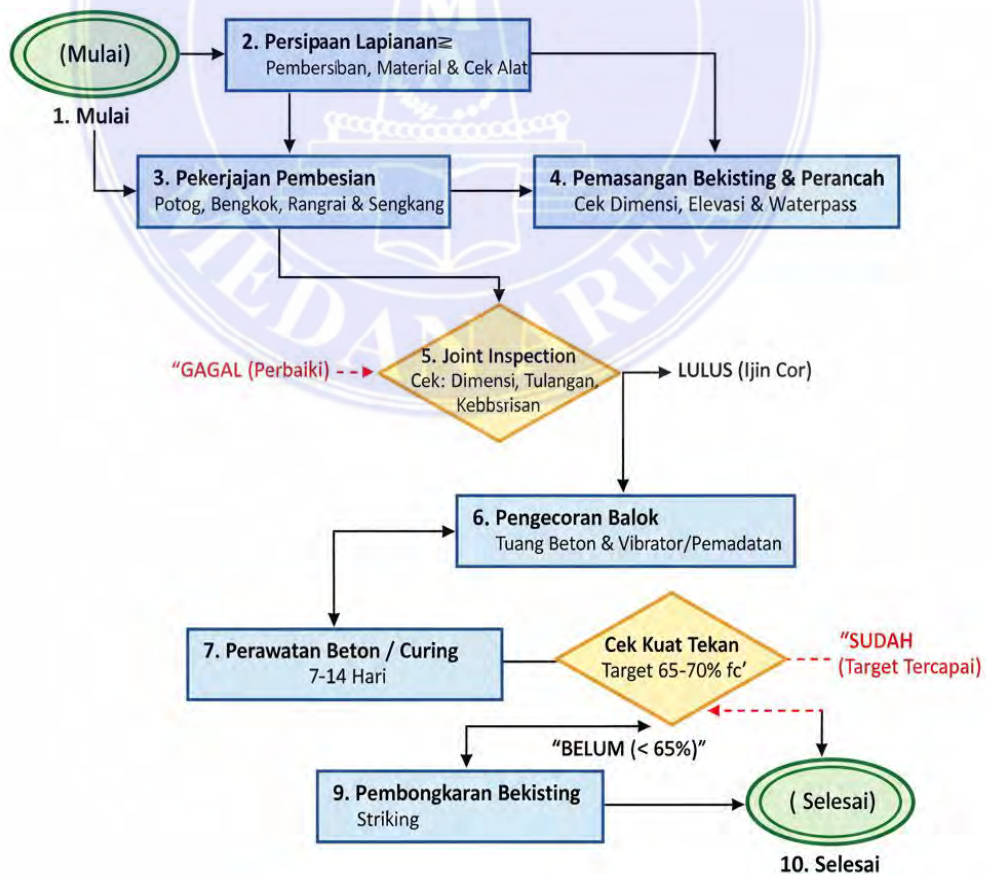 (Mulai)
1. Mulai
2. Persipaan Lapianan
Pembersiban, Material & Cek Alat
3. Pekerjajan Pembesian
Potog, Bengkok, Rangrai & Sengkang
4. Pemasangan Bekisting & Perancah
Cek Dimensi, Elevasi & Waterpass
5. Joint Inspection
Cek: Dimensi, Tulangan.
Kebbsrisan
"GAGAL (Perbaiki)
LULUS (Ijin Cor)
6. Pengecoran Balok
Tuang Beton & Vibrator/Pemadatan
7. Perawatan Beton / Curing
7-14 Hari
Cek Kuat Tekan
Target 65-70% fc'
"SUDAH
(Target Tercapai)
"BELUM (< 65%)"
9. Pembongkaran Bekisting
Striking
( Selesai)
10. Selesai
MEDAN AREA